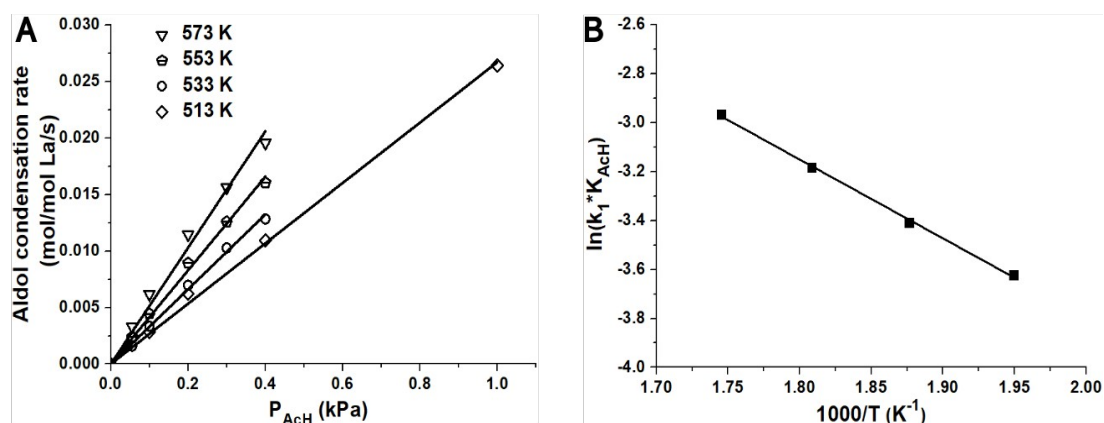 A
Aldol condensation rate
(mol/mol La/s)
0.030
0.025
0.020
0.015
0.010
0.005
0.000
573 K
553 K
533 K
513 K
0.0 0.2 0.4 0.6 0.8 1.0
P_AcH (kPa)
B
ln(k₁*K_AcH)
-2.6
-2.8
-3.0
-3.2
-3.4
-3.6
-3.8
-4.0
1.70 1.75 1.80 1.85 1.90 1.95 2.00
1000/T (K⁻¹)